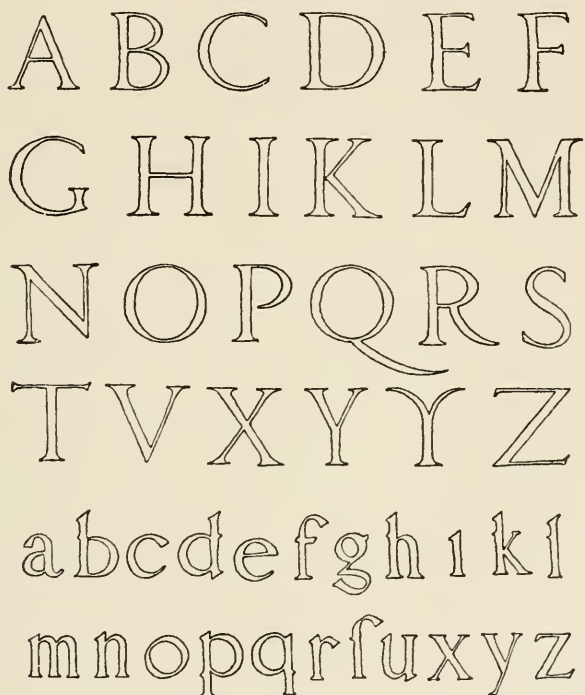 A B C D E F
G H I K L M
N O P Q R S
T V X Y Y Z
a b c d e f g h ı k l
m n o p q r ſ u x y z